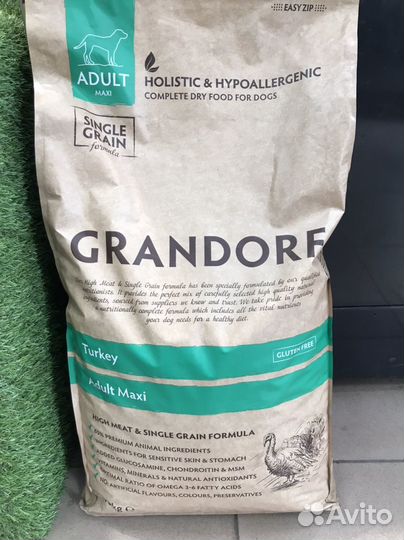 EASY ZIP
ADULT
MAXI
HOLISTIC & HYPOALLERGENIC
COMPLETE DRY FOOD FOR DOGS
SINGLE
GRAIN
formula
GRANDORF
High Meat & Single Grain formula has been specially formulated by our qualified
nutritionists. It provides the perfect mix of carefully selected high quality natural
ingredients, sourced from suppliers we know and trust. We take pride in providing
a nutritionally complete formula which includes all the vital nutrients
your dog needs for a healthy diet.
Turkey
GLUTEN FREE
Adult Maxi
HIGH MEAT & SINGLE GRAIN FORMULA
PREMIUM ANIMAL INGREDIENTS
INGREDIENTS FOR SENSITIVE SKIN & STOMACH
ADDED GLUCOSAMINE, CHONDROITIN & MSM
VITAMINS, MINERALS & NATURAL ANTIOXIDANTS
OPTIMAL RATIO OF OMEGA 3-6 FATTY ACIDS
NO ARTIFICIAL FLAVOURS, COLOURS, PRESERVATIVES
kg e
Avito